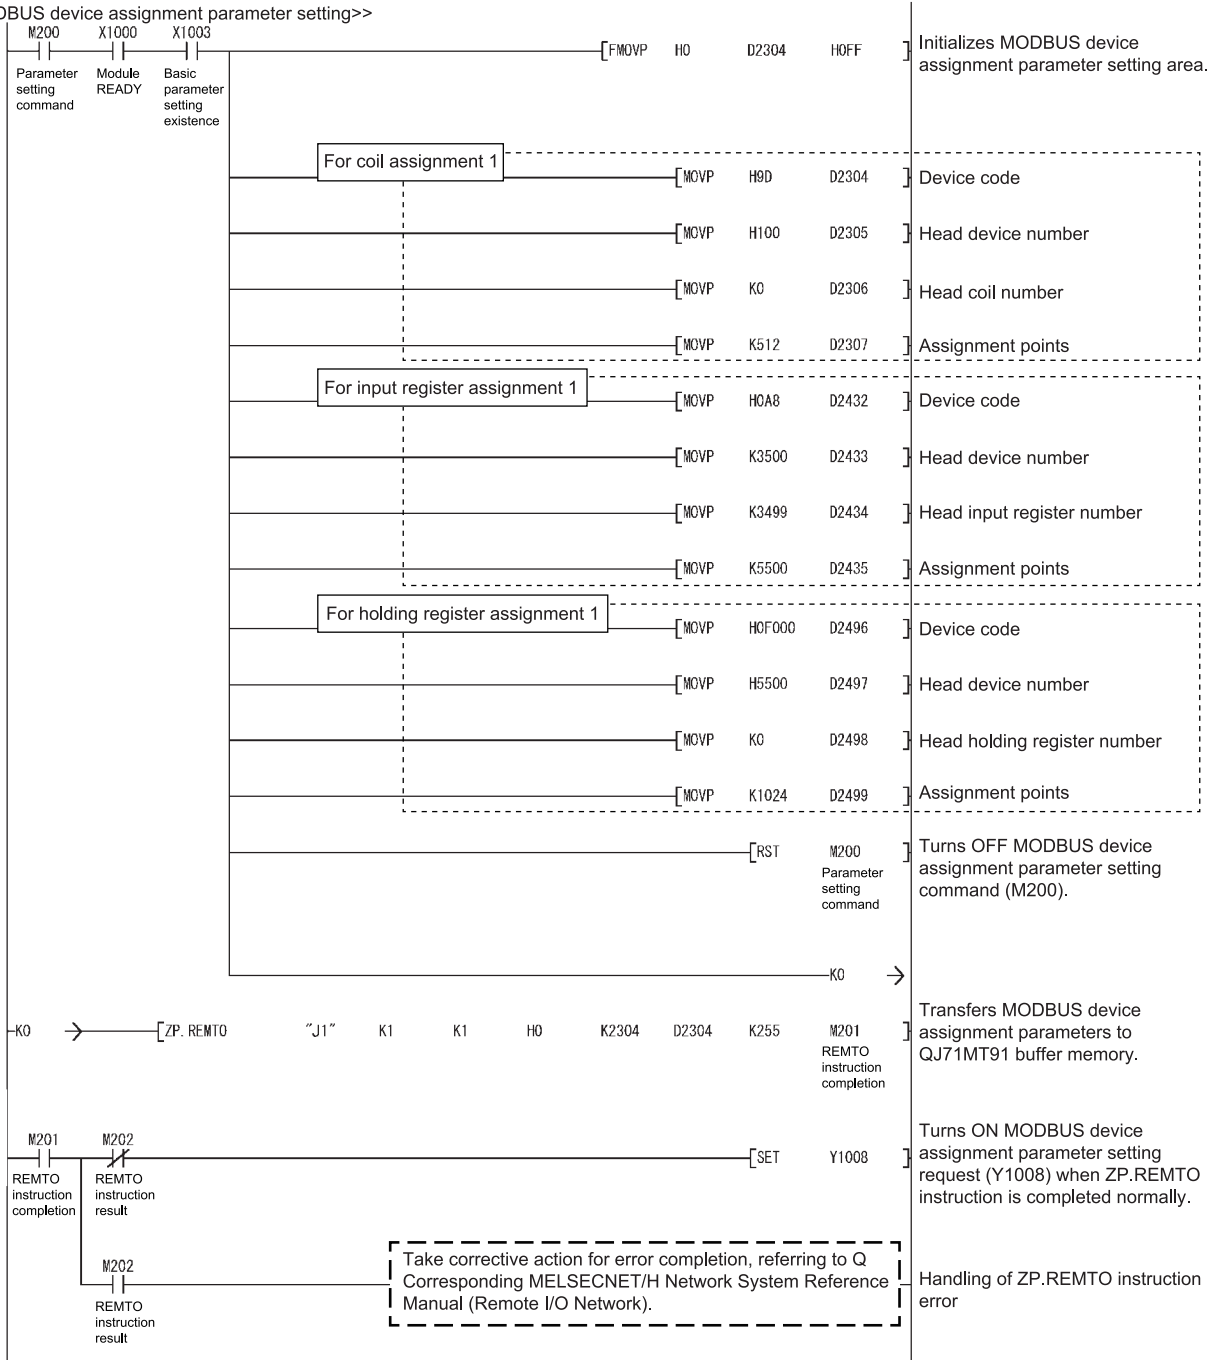 DBUS device assignment parameter setting>>
M200 X1000 X1003
[FMOVP H0 D2304 H0FF ]
Initializes MODBUS device
assignment parameter setting area.
Parameter
setting
command
Module
READY
Basic
parameter
setting
existence
For coil assignment 1
[MOVP H9D D2304 ] Device code
[MOVP H100 D2305 ] Head device number
[MOVP K0 D2306 ] Head coil number
[MOVP K512 D2307 ] Assignment points
For input register assignment 1
[MOVP H0A8 D2432 ] Device code
[MOVP K3500 D2433 ] Head device number
[MOVP K3499 D2434 ] Head input register number
[MOVP K5500 D2435 ] Assignment points
For holding register assignment 1
[MOVP H0F000 D2496 ] Device code
[MOVP H5500 D2497 ] Head device number
[MOVP K0 D2498 ] Head holding register number
[MOVP K1024 D2499 ] Assignment points
[RST M200 ]
Parameter
setting
command
Turns OFF MODBUS device
assignment parameter setting
command (M200).
K0
K0
[ZP.REMTO "J1" K1 K1 H0 K2304 D2304 K255 M201 ]
REMTO
instruction
completion
Transfers MODBUS device
assignment parameters to
QJ71MT91 buffer memory.
M201 M202
[SET Y1008 ]
REMTO
instruction
completion
REMTO
instruction
result
Turns ON MODBUS device
assignment parameter setting
request (Y1008) when ZP.REMTO
instruction is completed normally.
M202
REMTO
instruction
result
Take corrective action for error completion, referring to Q
Corresponding MELSECNET/H Network System Reference
Manual (Remote I/O Network).
Handling of ZP.REMTO instruction
error